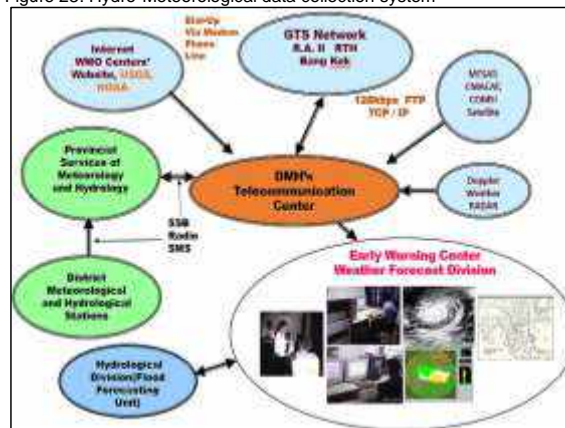 Figure 25: Hydro-Meteorological data collection system
Internet
WMO Centers'
Website, USGS,
NOAA
Dial-Up
Via Modem
Phone
Line
GTS Network
R.A. II RTH
Bang Kok
128kbps FTP
TCP / IP
MTSAT,
Satellite
Provincial
Services of
Meteorology
and Hydrology
DMH's
Telecommunication
Center
Doppler
Weather
RADAR
SSB
Radio
SMS
District
Meteorological
and Hydrological
Stations
Early Warning Center
Weather Forecast Division
Hydrological
Division(Flood
Forecasting
Unit)